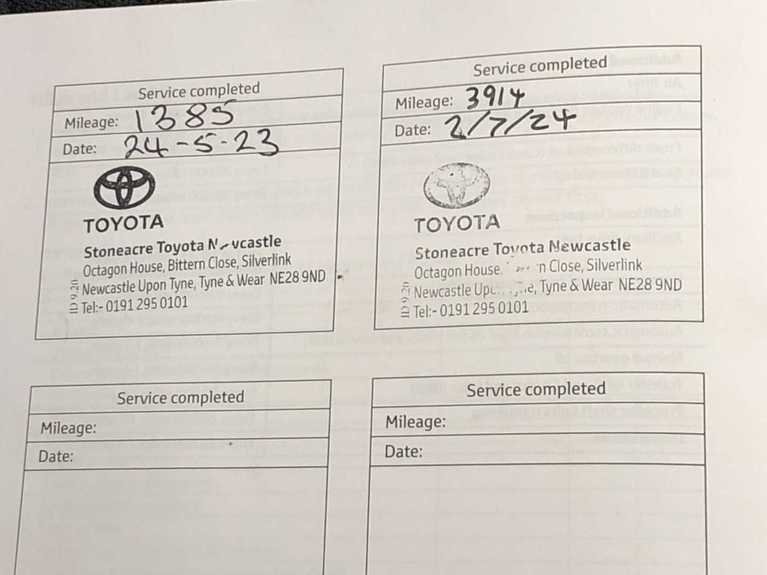 Service completed
Mileage: 1385
Date: 24-5-23
TOYOTA
Stoneacre Toyota Newcastle
Octagon House, Bittern Close, Silverlink
Newcastle Upon Tyne, Tyne & Wear NE28 9ND
Tel:- 0191 295 0101
Service completed
Mileage: 3914
Date: 2/7/24
TOYOTA
Stoneacre Toyota Newcastle
Octagon House, Close, Silverlink
Newcastle Tyne & Wear NE28 9ND
Tel:- 0191 295 0101
Service completed
Mileage:
Date:
Service completed
Mileage:
Date: